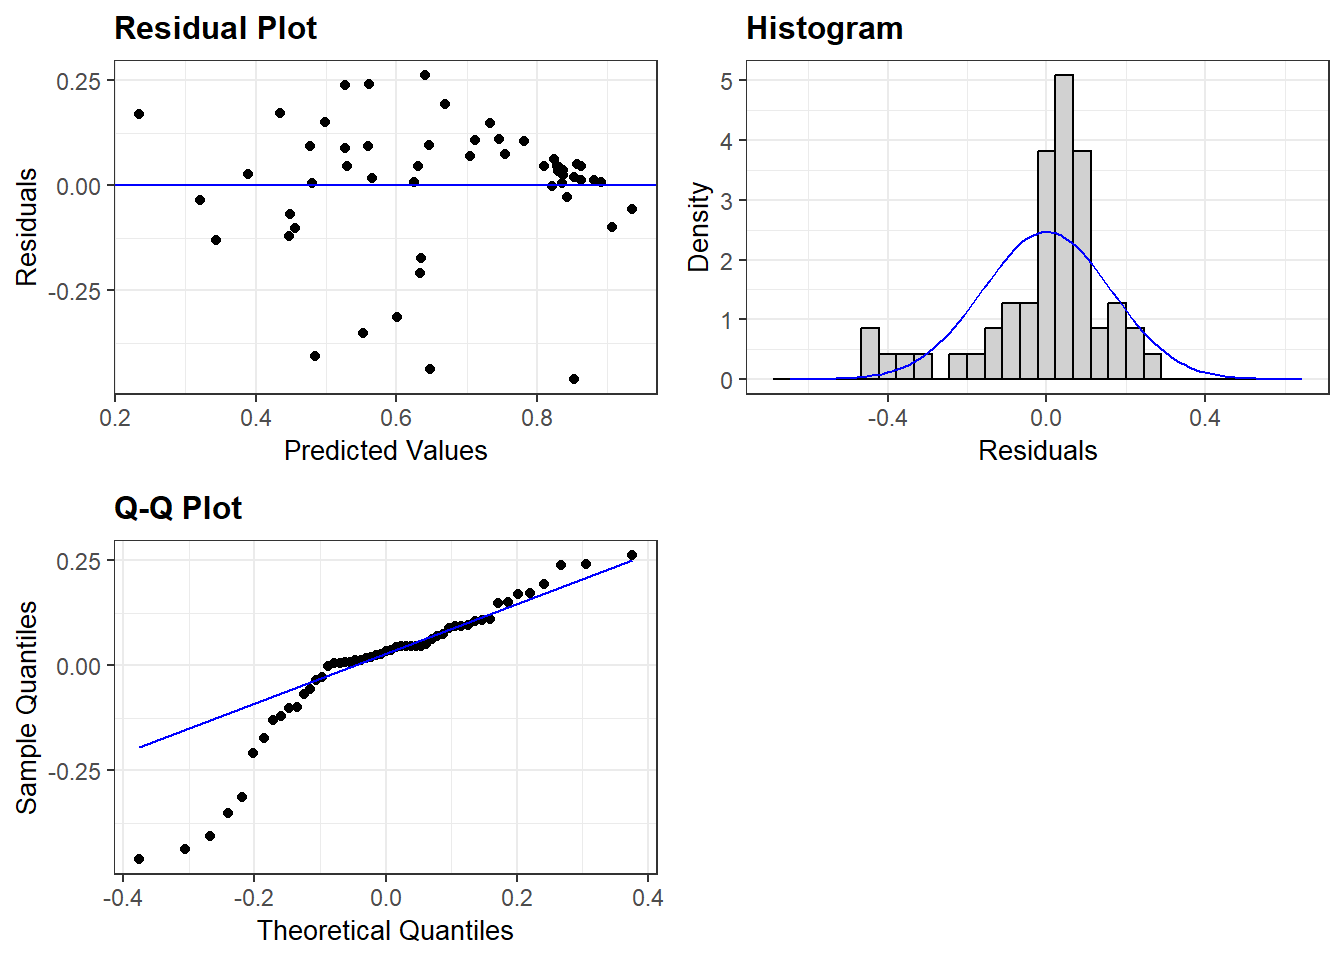 Residual Plot
0.25
0.00
-0.25
Residuals
0.2 0.4 0.6 0.8
Predicted Values
Histogram
5
4
3
2
1
0
Density
-0.4 0.0 0.4
Residuals
Q-Q Plot
0.25
0.00
-0.25
Sample Quantiles
-0.4 -0.2 0.0 0.2 0.4
Theoretical Quantiles